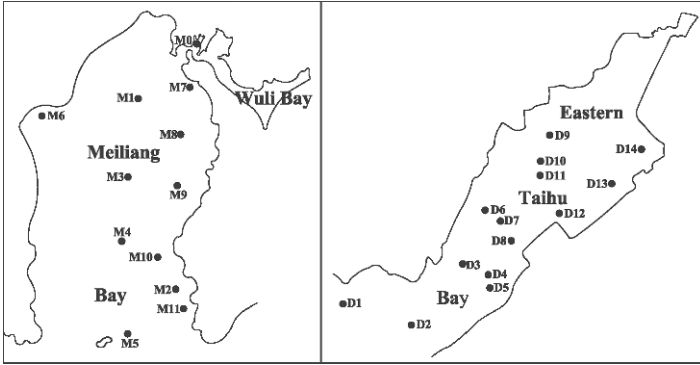 M0
M7
M1
Wuli Bay
M6
M8
Meiliang
M3
M9
M4
M10
Bay
M2
M11
M5
Eastern
D9
D14
D10
D11
D13
Taihu
D6
D12
D7
D8
D3
D4
D5
Bay
D1
D2